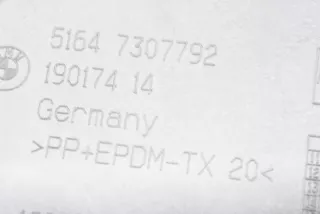 5164 7307792
190174 14
Germany
>PP+EPDM-TX 20<